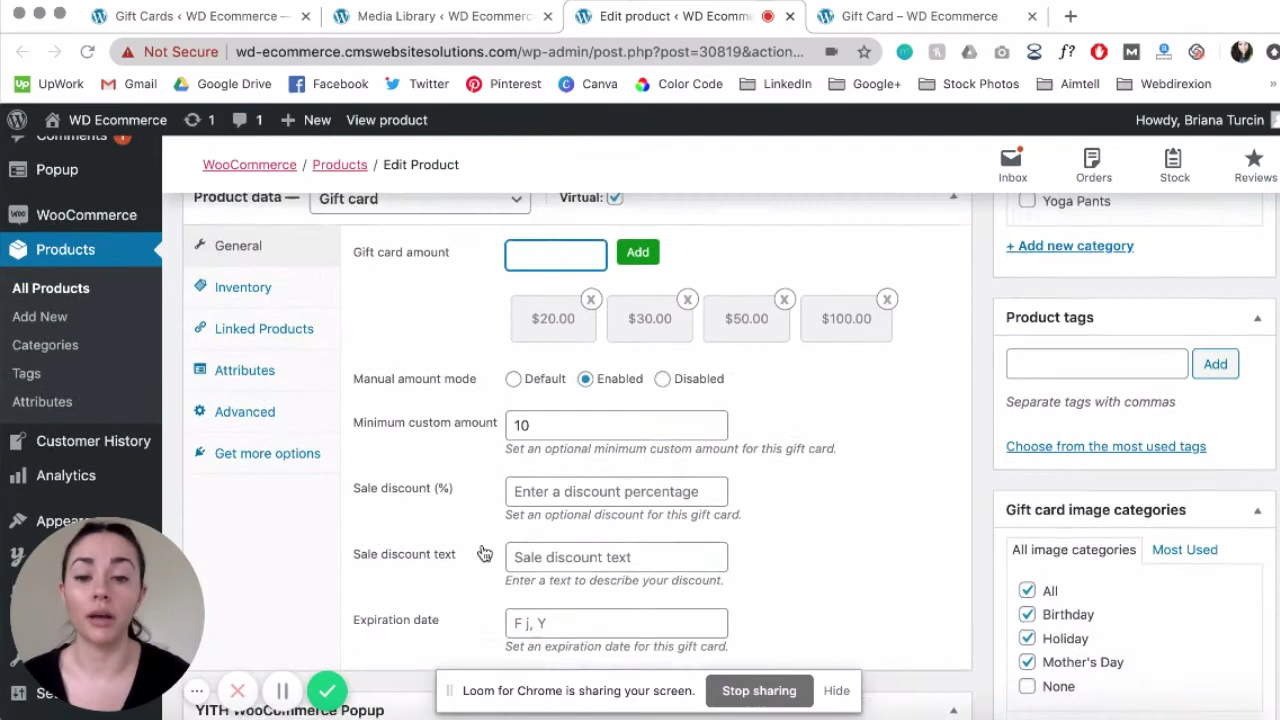 Gift Cards ‹ WD Ecommerce —
Media Library ‹ WD Ecommerc
Edit product ‹ WD Ecomme
Gift Card – WD Ecommerce
Not Secure
wd-ecommerce.cmswebsitesolutions.com/wp-admin/post.php?post=30819&action...
UpWork
Gmail
Google Drive
Facebook
Twitter
Pinterest
Canva
Color Code
LinkedIn
Google+
Stock Photos
Aimtell
Webdirexion
WD Ecommerce
1
1
New
View product
Howdy, Briana Turcin
Comments
Popup
WooCommerce
Products
All Products
Add New
Categories
Tags
Attributes
Customer History
Analytics
Appea
WooCommerce / Products / Edit Product
Inbox
Orders
Stock
Reviews
Product data — Gift card
Virtual:
General
Inventory
Linked Products
Attributes
Advanced
Get more options
Gift card amount
Add
$20.00
$30.00
$50.00
$100.00
Manual amount mode
Default
Enabled
Disabled
Minimum custom amount
10
Set an optional minimum custom amount for this gift card.
Sale discount (%)
Enter a discount percentage
Set an optional discount for this gift card.
Sale discount text
Sale discount text
Enter a text to describe your discount.
Expiration date
F j, Y
Set an expiration date for this gift card.
YITH WooCommerce Popup
Loom for Chrome is sharing your screen.
Stop sharing
Hide
Yoga Pants
+ Add new category
Product tags
Add
Separate tags with commas
Choose from the most used tags
Gift card image categories
All image categories
Most Used
All
Birthday
Holiday
Mother's Day
None